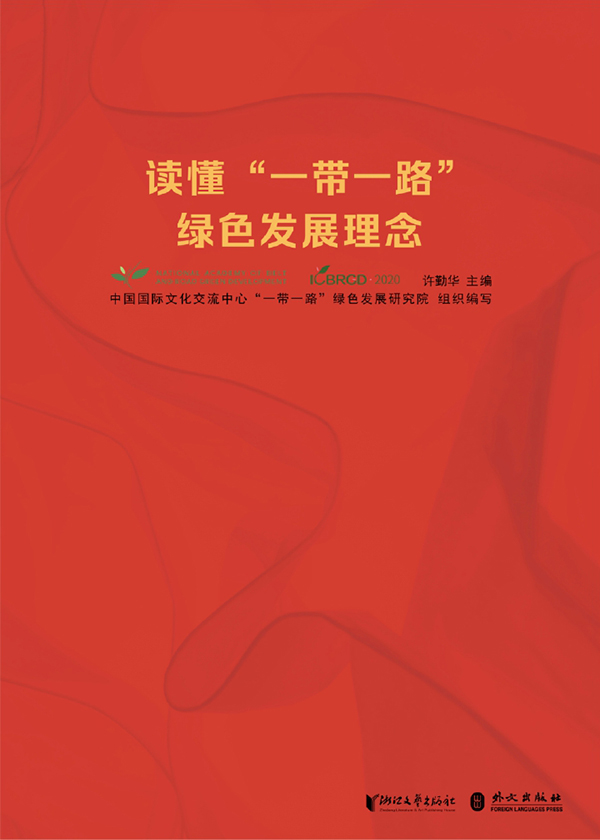 读懂“一带一路”
绿色发展理念
ICBRCD·2020 许勤华 主编
中国国际文化交流中心“一带一路”绿色发展研究院 组织编写
浙江文艺出版社 外文出版社
FOREIGN LANGUAGES PRESS